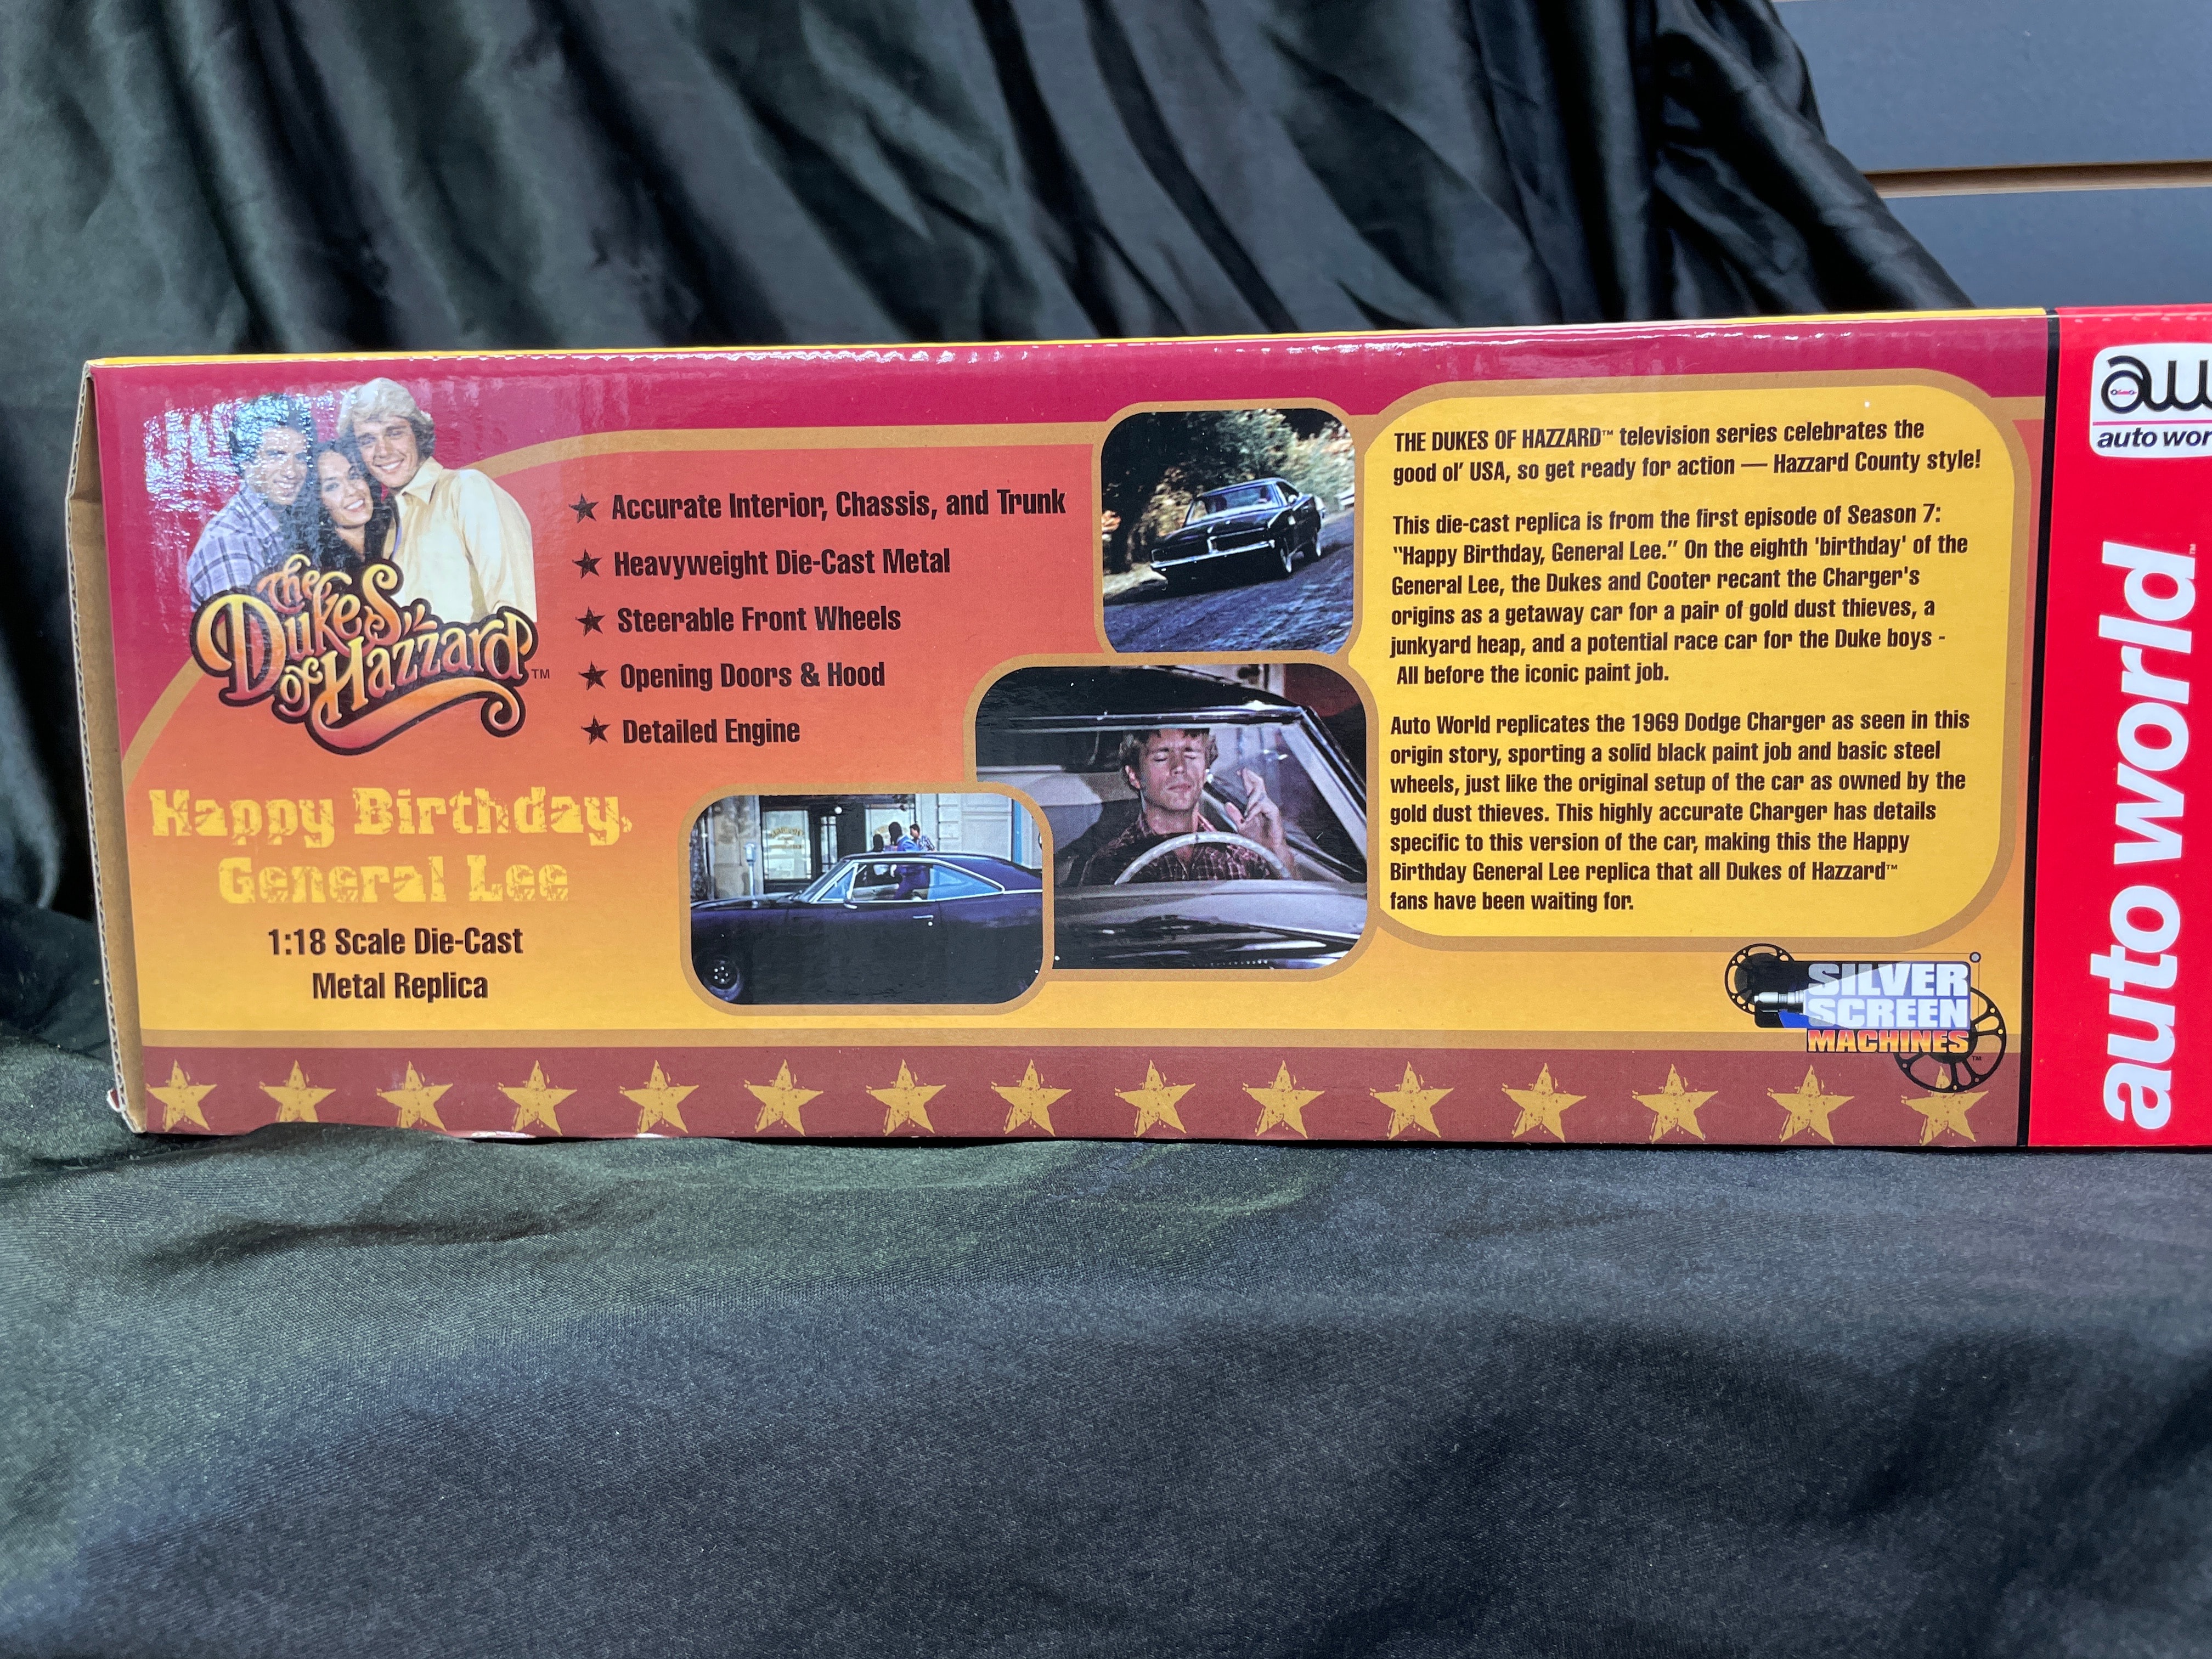 The
Dukes
of Hazzard™
Happy Birthday,
General Lee
1:18 Scale Die-Cast
Metal Replica
★ Accurate Interior, Chassis, and Trunk
★ Heavyweight Die-Cast Metal
★ Steerable Front Wheels
★ Opening Doors & Hood
★ Detailed Engine
THE DUKES OF HAZZARD™ television series celebrates the
good ol' USA, so get ready for action — Hazzard County style!
This die-cast replica is from the first episode of Season 7:
"Happy Birthday, General Lee." On the eighth 'birthday' of the
General Lee, the Dukes and Cooter recant the Charger's
origins as a getaway car for a pair of gold dust thieves, a
junkyard heap, and a potential race car for the Duke boys -
All before the iconic paint job.
Auto World replicates the 1969 Dodge Charger as seen in this
origin story, sporting a solid black paint job and basic steel
wheels, just like the original setup of the car as owned by the
gold dust thieves. This highly accurate Charger has details
specific to this version of the car, making this the Happy
Birthday General Lee replica that all Dukes of Hazzard™
fans have been waiting for.
SILVER
SCREEN
MACHINES™
aw
auto wor
auto world™